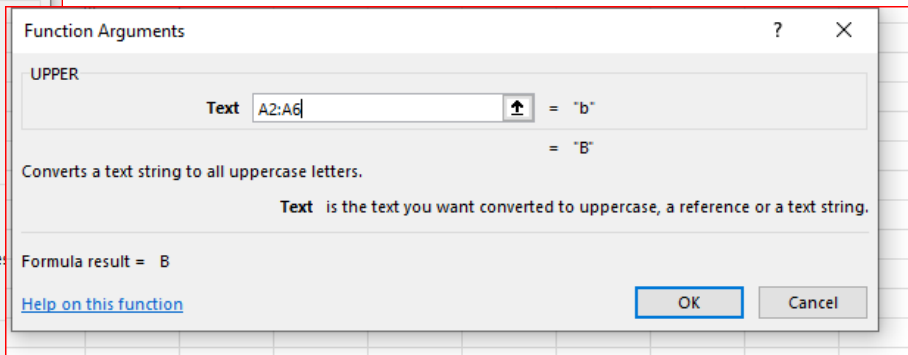 Function Arguments ? ×
UPPER
Text A2:A6 = "b"
= "B"
Converts a text string to all uppercase letters.
Text is the text you want converted to uppercase, a reference or a text string.
Formula result = B
Help on this function OK Cancel